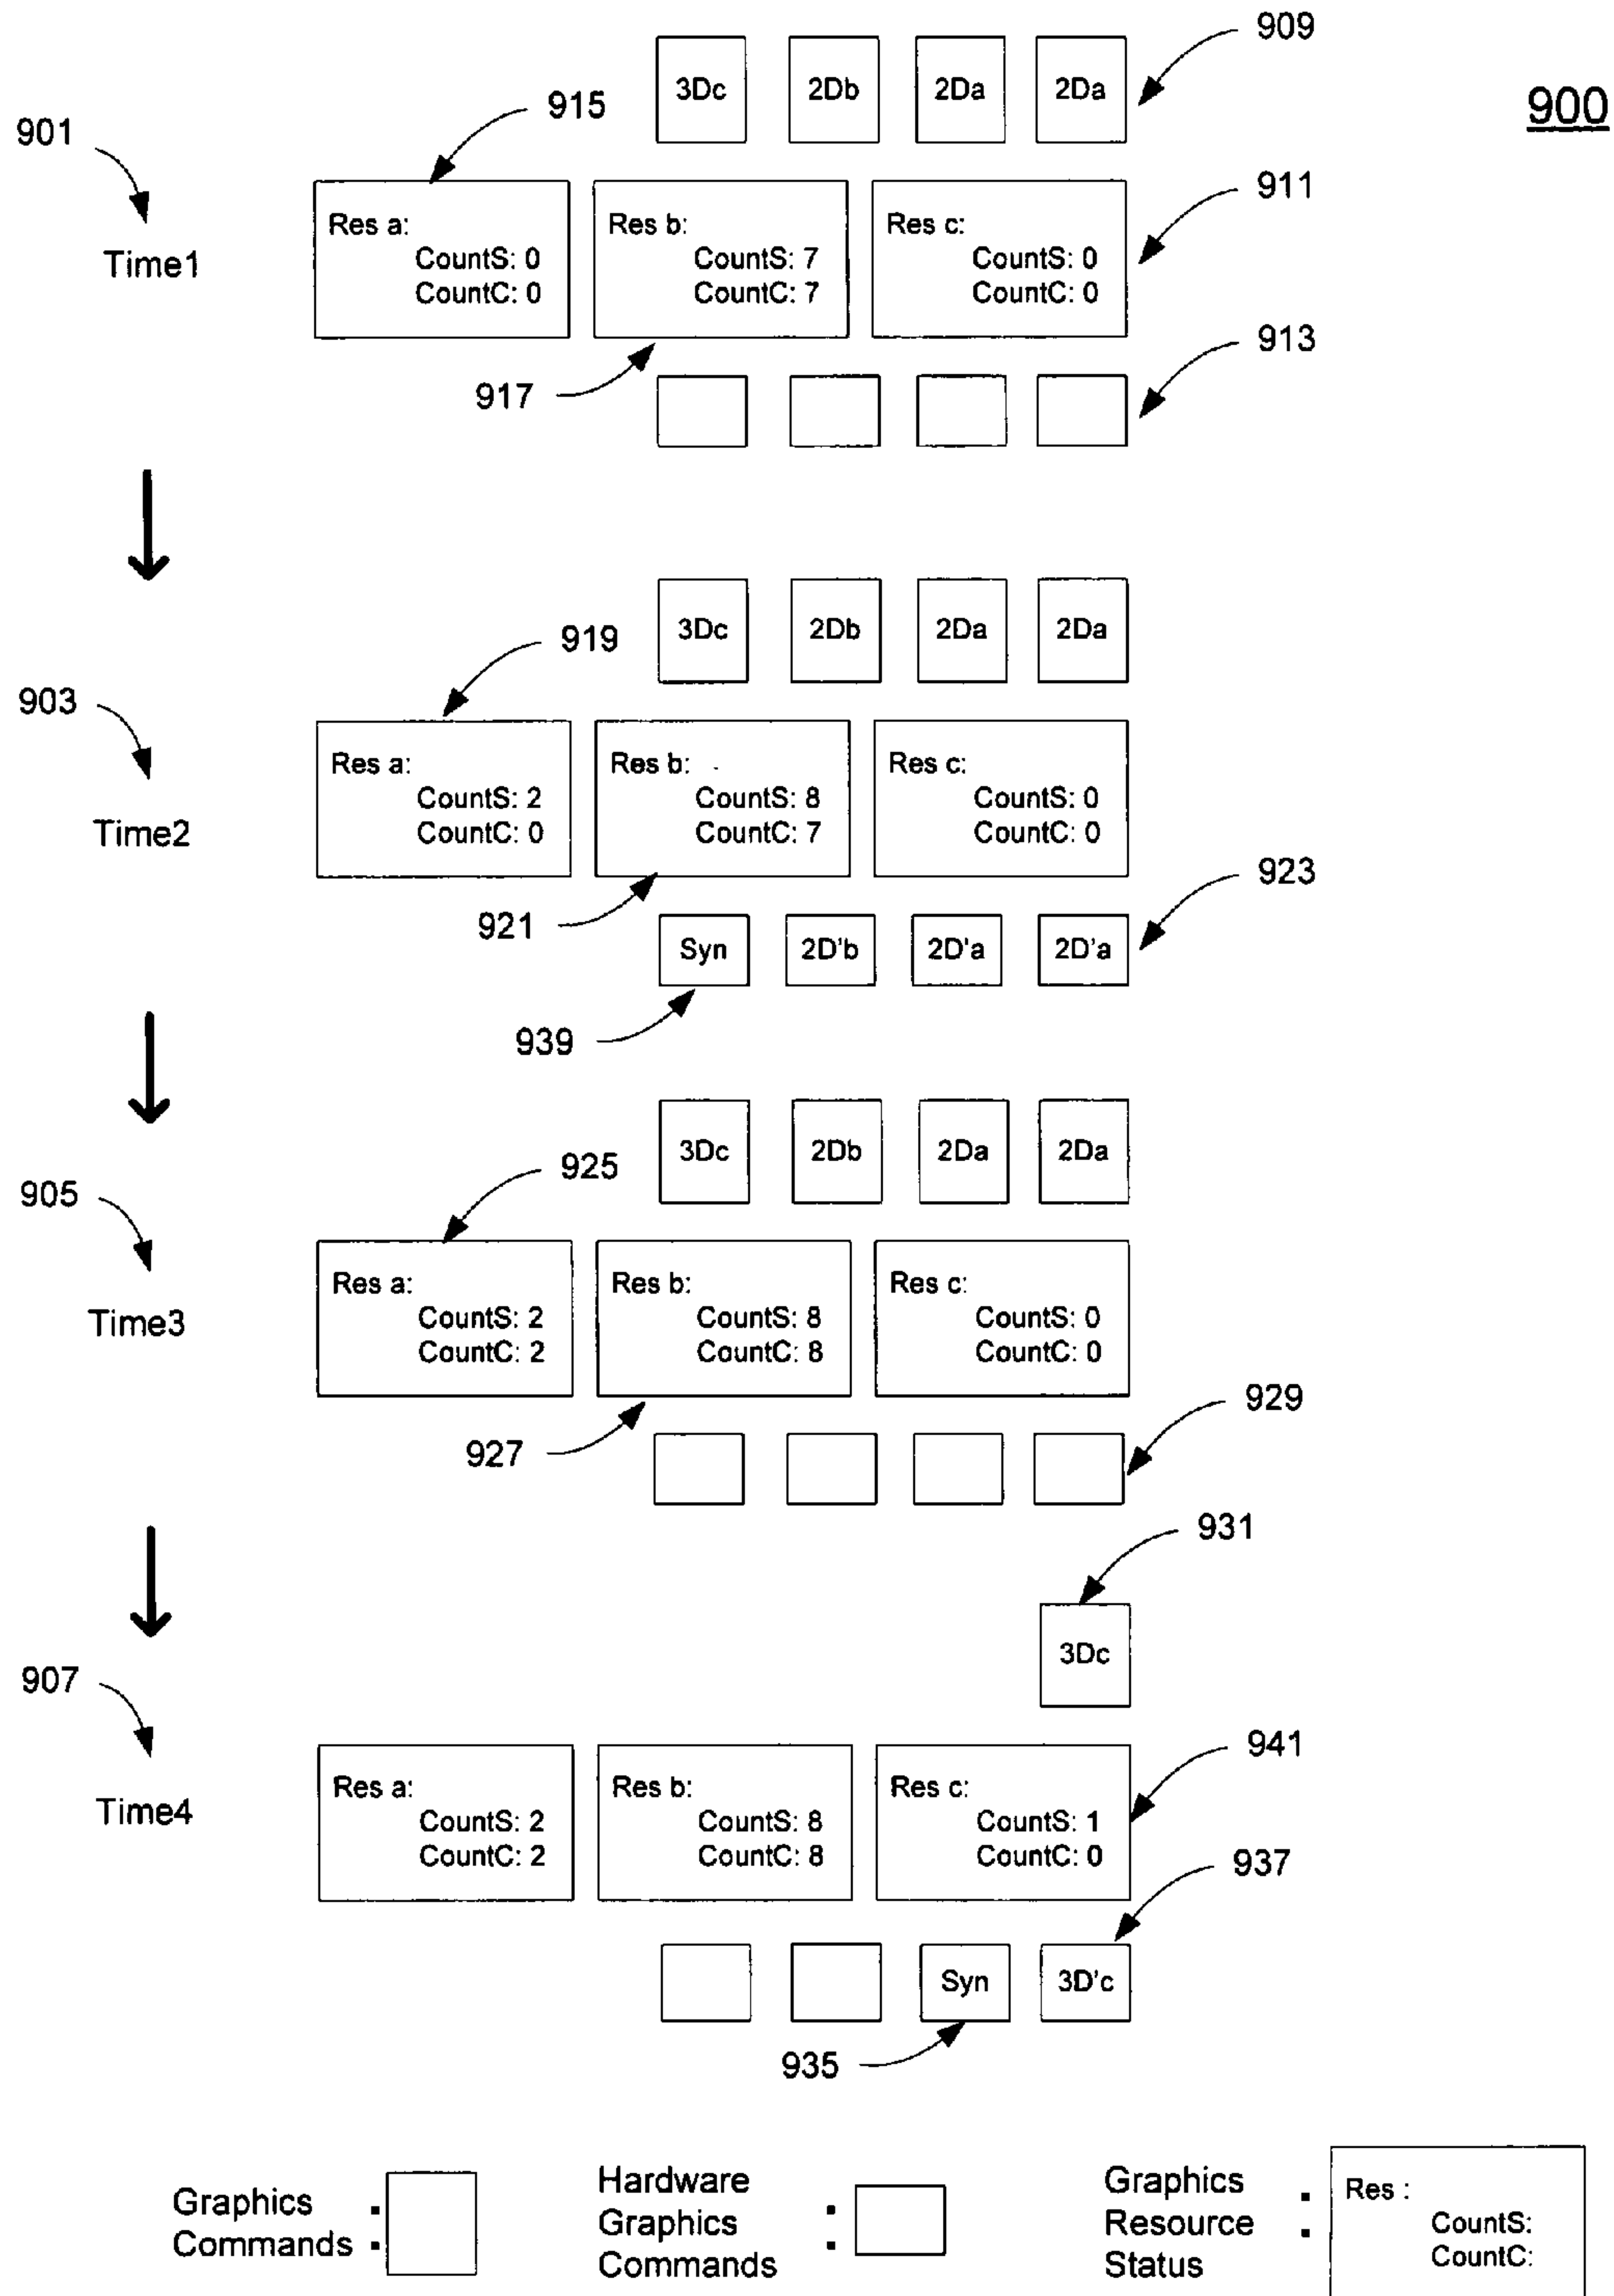 909
3Dc 2Db 2Da 2Da
900
915
901
911
Res a:
CountS: 0
CountC: 0
Res b:
CountS: 7
CountC: 7
Res c:
CountS: 0
CountC: 0
Time1
913
917
3Dc 2Db 2Da 2Da
919
903
Res a:
CountS: 2
CountC: 0
Res b:
CountS: 8
CountC: 7
Res c:
CountS: 0
CountC: 0
Time2
923
921
Syn 2D'b 2D'a 2D'a
939
3Dc 2Db 2Da 2Da
925
905
Res a:
CountS: 2
CountC: 2
Res b:
CountS: 8
CountC: 8
Res c:
CountS: 0
CountC: 0
Time3
929
927
931
3Dc
907
941
Res a:
CountS: 2
CountC: 2
Res b:
CountS: 8
CountC: 8
Res c:
CountS: 1
CountC: 0
Time4
937
Syn 3D'c
935
Graphics
Commands :
Hardware
Graphics
Commands :
Graphics
Resource
Status :
Res :
CountS:
CountC: